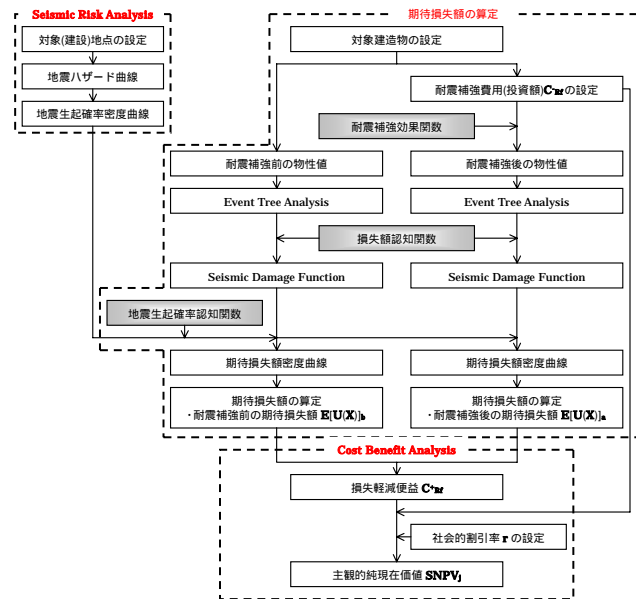 Seismic Risk Analysis
対象(建設)地点の設定
地震ハザード曲線
地震生起確率密度曲線
期待損失額の算定
対象建造物の設定
耐震補強費用(投資額)C⁻Rfの設定
耐震補強効果関数
耐震補強前の物性値
耐震補強後の物性値
Event Tree Analysis
Event Tree Analysis
損失額認知関数
Seismic Damage Function
Seismic Damage Function
地震生起確率認知関数
期待損失額密度曲線
期待損失額密度曲線
期待損失額の算定
・耐震補強前の期待損失額 E[U(X)]b
期待損失額の算定
・耐震補強後の期待損失額 E[U(X)]a
Cost Benefit Analysis
損失軽減便益 C⁺Rf
社会的割引率 r の設定
主観的純現在価値 SNPVj